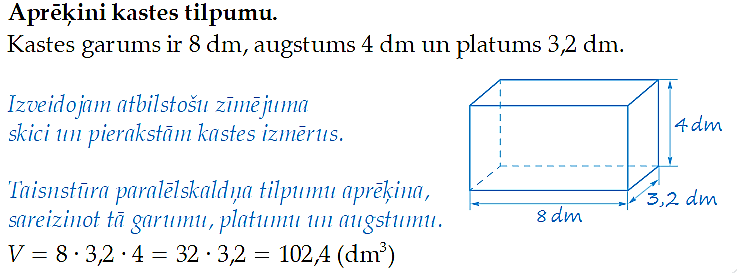 Aprēķini kastes tilpumu.
Kastes garums ir 8 dm, augstums 4 dm un platums 3,2 dm.
Izveidojam atbilstošu zīmējuma
skici un pierakstām kastes izmērus.
4 dm
3,2 dm
8 dm
Taisnstūra paralēlskaldņa tilpumu aprēķina,
sareizinot tā garumu, platumu un augstumu.
V = 8 · 3,2 · 4 = 32 · 3,2 = 102,4 (dm³)